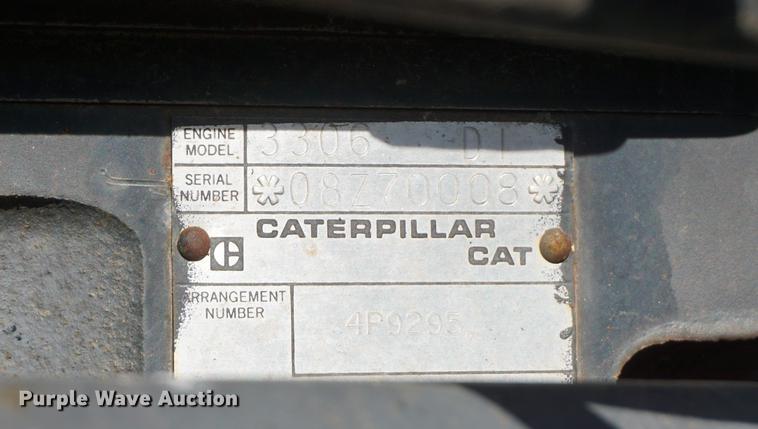 ENGINE MODEL 3306 DI
SERIAL NUMBER *08Z70008*
CATERPILLAR
C CAT
ARRANGEMENT NUMBER 4P9295
Purple Wave Auction